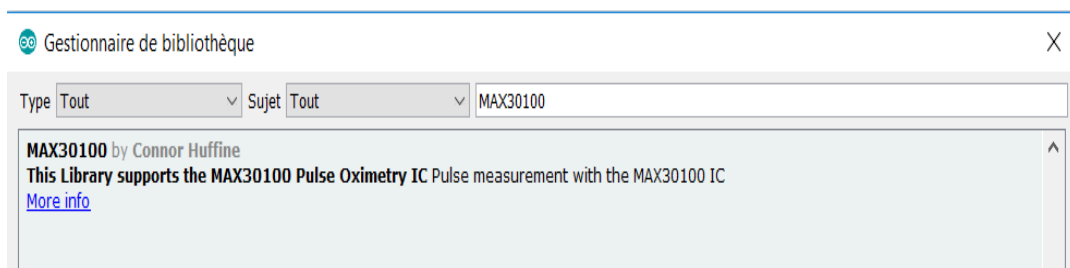 Gestionnaire de bibliothèque
Type Tout Sujet Tout MAX30100
MAX30100 by Connor Huffine
This Library supports the MAX30100 Pulse Oximetry IC Pulse measurement with the MAX30100 IC
More info